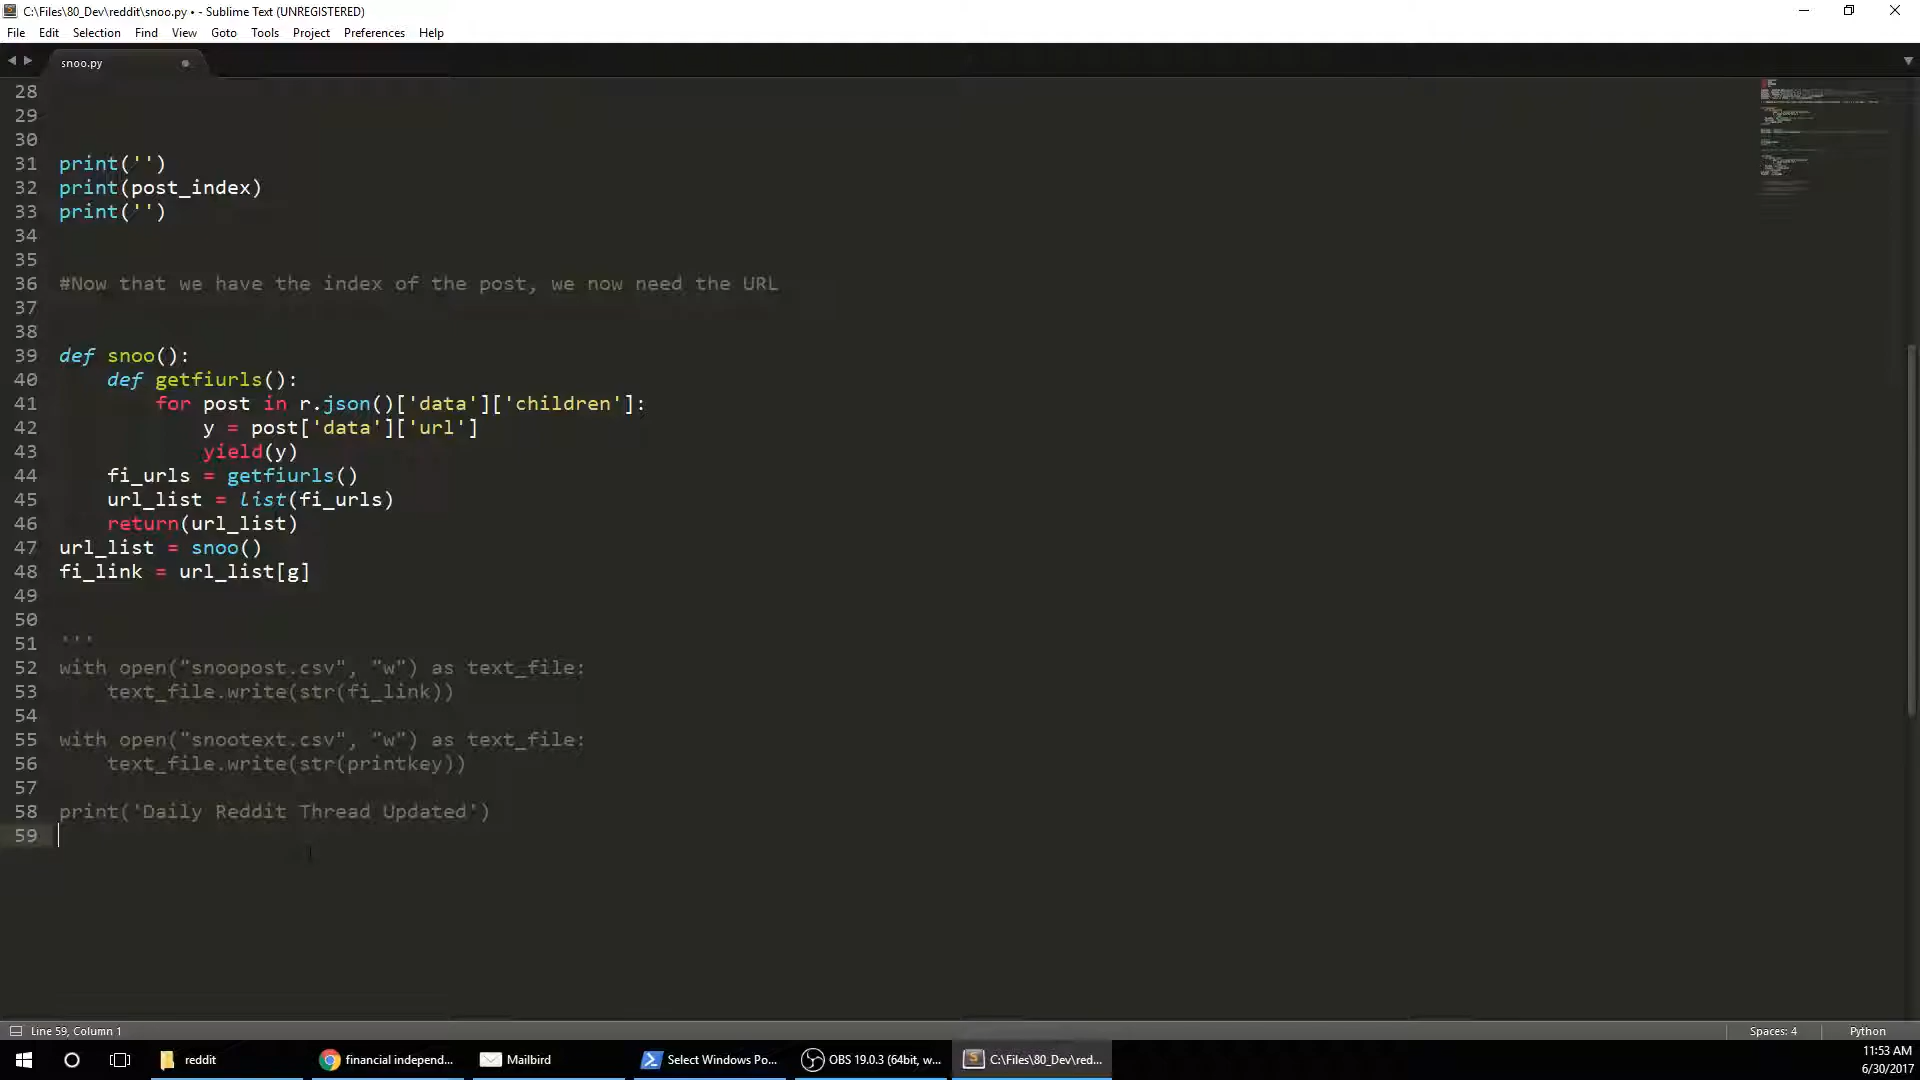 C:\Files\80_Dev\reddit\snoo.py • - Sublime Text (UNREGISTERED)
File Edit Selection Find View Goto Tools Project Preferences Help
snoo.py
28
29
30
31 print('')
32 print(post_index)
33 print('')
34
35
36 #Now that we have the index of the post, we now need the URL
37
38
39 def snoo():
40 def getfiurls():
41 for post in r.json()['data']['children']:
42 y = post['data']['url']
43 yield(y)
44 fi_urls = getfiurls()
45 url_list = list(fi_urls)
46 return(url_list)
47 url_list = snoo()
48 fi_link = url_list[g]
49
50
51 '''
52 with open("snoopost.csv", "w") as text_file:
53 text_file.write(str(fi_link))
54
55 with open("snootext.csv", "w") as text_file:
56 text_file.write(str(printkey))
57
58 print('Daily Reddit Thread Updated')
59
Line 59, Column 1 Spaces: 4 Python
reddit financial independ... Mailbird Select Windows Po... OBS 19.0.3 (64bit, w... C:\Files\80_Dev\red...
11:53 AM
6/30/2017